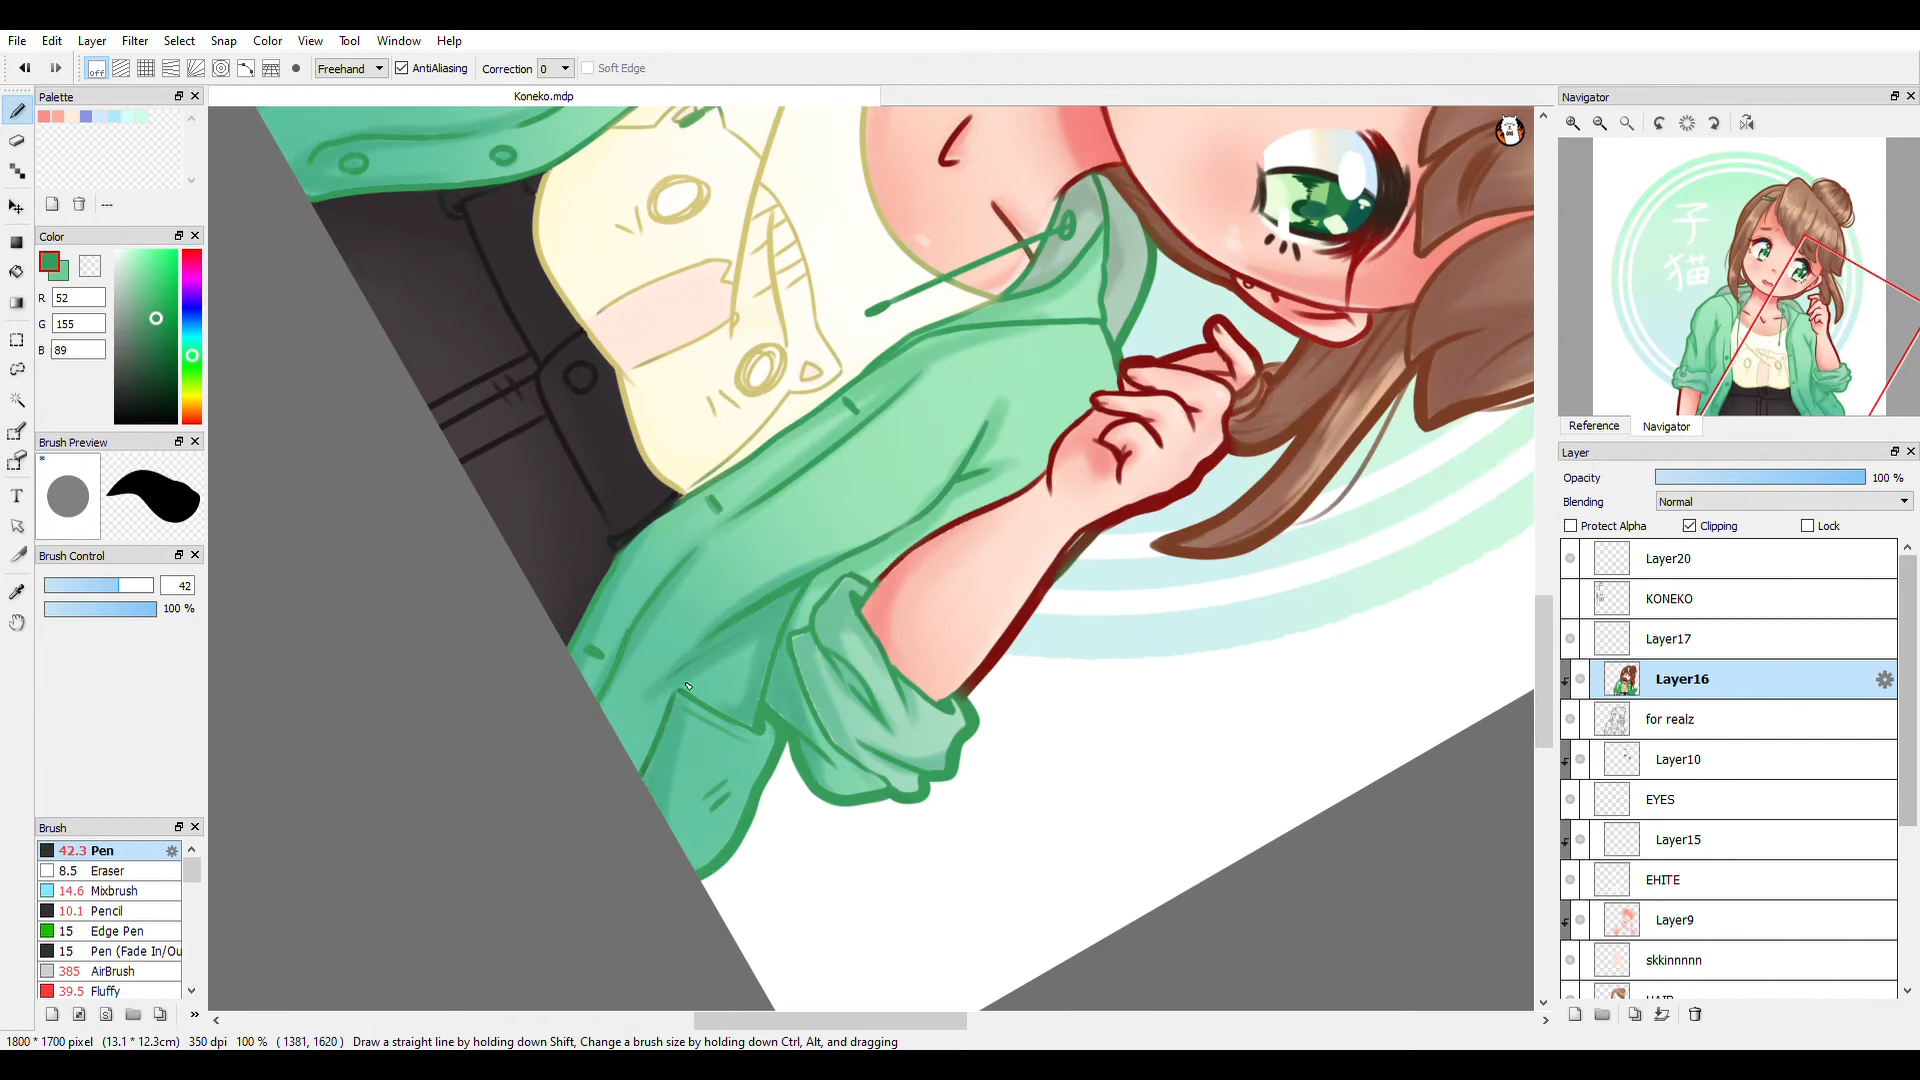 File Edit Layer Filter Select Snap Color View Tool Window Help
off Freehand AntiAliasing Correction 0 Soft Edge
Palette
---
Color
R 52
G 155
B 89
Brush Preview
*
Brush Control
42
100 %
Brush
42.3 Pen
8.5 Eraser
14.6 Mixbrush
10.1 Pencil
15 Edge Pen
15 Pen (Fade In/Ou
385 AirBrush
39.5 Fluffy
Koneko.mdp
Navigator
子
猫
Reference Navigator
Layer
Opacity 100 %
Blending Normal
Protect Alpha Clipping Lock
Layer20
KONEKO
Layer17
Layer16
for realz
Layer10
EYES
Layer15
EHITE
Layer9
skkinnnnn
HAIR
1800 * 1700 pixel (13.1 * 12.3cm) 350 dpi 100 % ( 1381, 1620 ) Draw a straight line by holding down Shift, Change a brush size by holding down Ctrl, Alt, and dragging